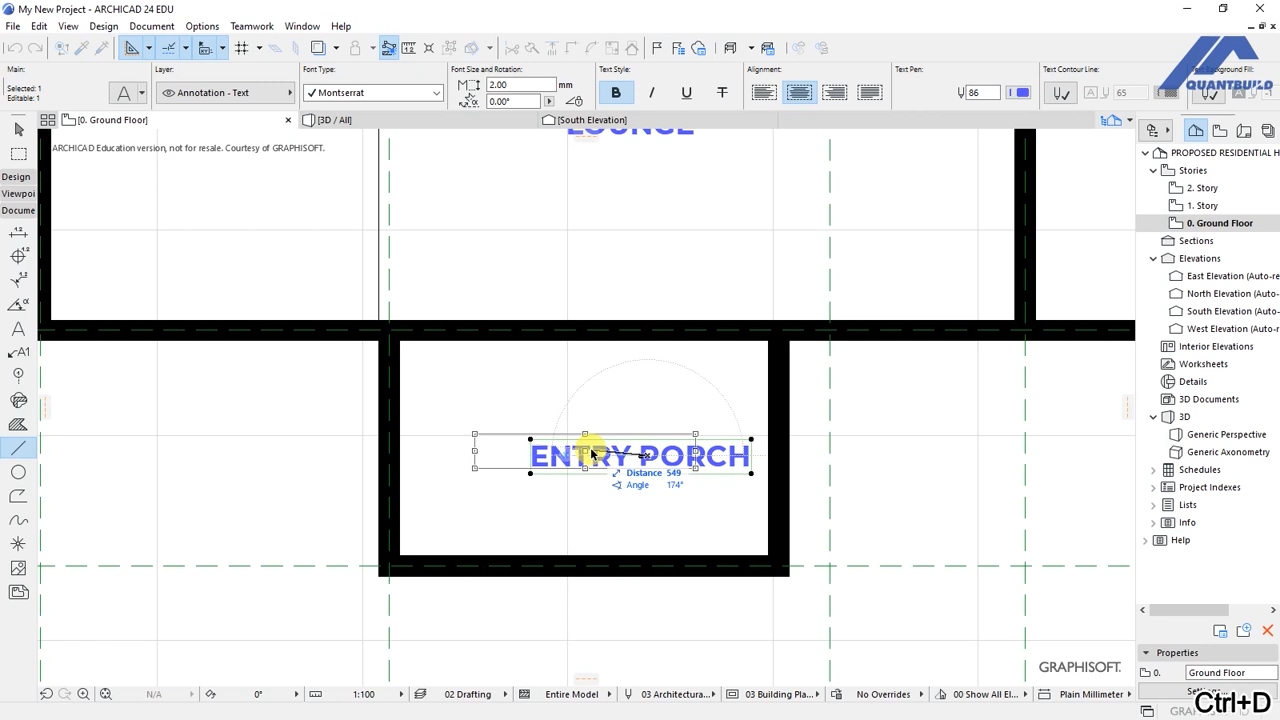 My New Project - ARCHICAD 24 EDU
File Edit View Design Document Options Teamwork Window Help
Main:
Selected: 1
Editable: 1
Layer:
Annotation - Text
Font Type:
Montserrat
Font Size and Rotation:
2.00 mm
0.00°
Text Style:
B I U T
Alignment:
Text Pen:
86
Text Contour Line:
65
Text Background Fill:
QUANTBUILD
[0. Ground Floor]
[3D / All]
[South Elevation]
Design
Viewpoi
Docume
ARCHICAD Education version, not for resale. Courtesy of GRAPHISOFT.
LOUNGE
ENTRY PORCH
Distance 549
Angle 174°
PROPOSED RESIDENTIAL H
Stories
2. Story
1. Story
0. Ground Floor
Sections
Elevations
East Elevation (Auto-re
North Elevation (Auto-
South Elevation (Auto-
West Elevation (Auto-r
Interior Elevations
Worksheets
Details
3D Documents
3D
Generic Perspective
Generic Axonometry
Schedules
Project Indexes
Lists
Info
Help
Properties
0. Ground Floor
GRAPHISOFT.
N/A
0°
1:100
02 Drafting
Entire Model
03 Architectura...
03 Building Pla...
No Overrides
00 Show All El...
Plain Millimeter
Ctrl+D